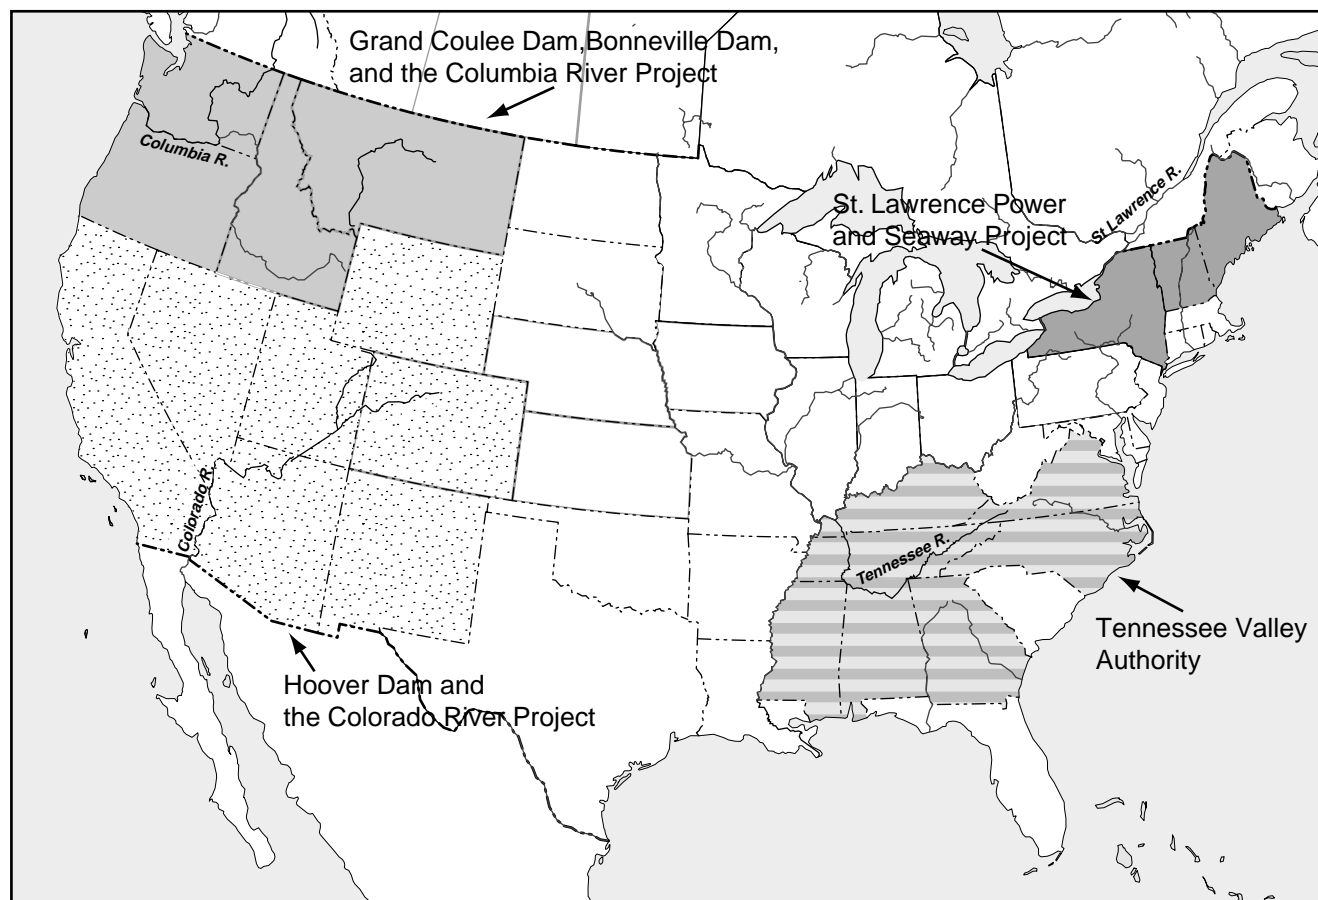 Grand Coulee Dam,Bonneville Dam,
and the Columbia River Project
Columbia R.
St. Lawrence Power
and Seaway Project
St Lawrence R.
Colorado R.
Tennessee R.
Tennessee Valley
Authority
Hoover Dam and
the Colorado River Project